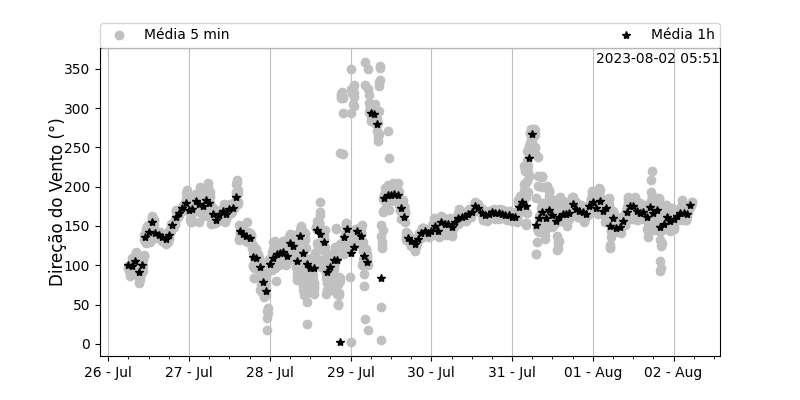 Média 5 min
Média 1h
2023-08-02 05:51
Direção do Vento (°)
350
300
250
200
150
100
50
0
26 - Jul
27 - Jul
28 - Jul
29 - Jul
30 - Jul
31 - Jul
01 - Aug
02 - Aug